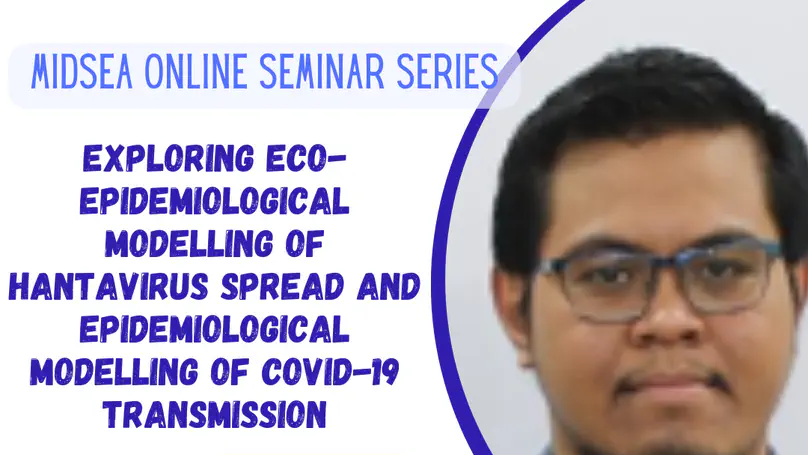 MIDSEA ONLINE SEMINAR SERIES
EXPLORING ECO-
EPIDEMIOLOGICAL
MODELLING OF
HANTAVIRUS SPREAD AND
EPIDEMIOLOGICAL
MODELLING OF COVID-19
TRANSMISSION